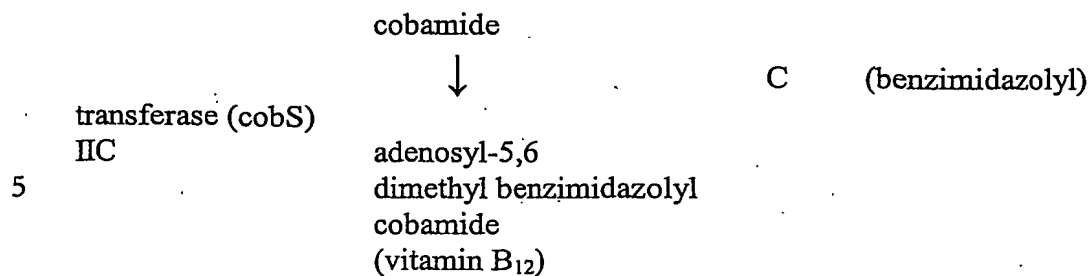 cobamide
↓
C (benzimidazolyl)
transferase (cobS)
IIC adenosyl-5,6
5 dimethyl benzimidazolyl
cobamide
(vitamin B₁₂)